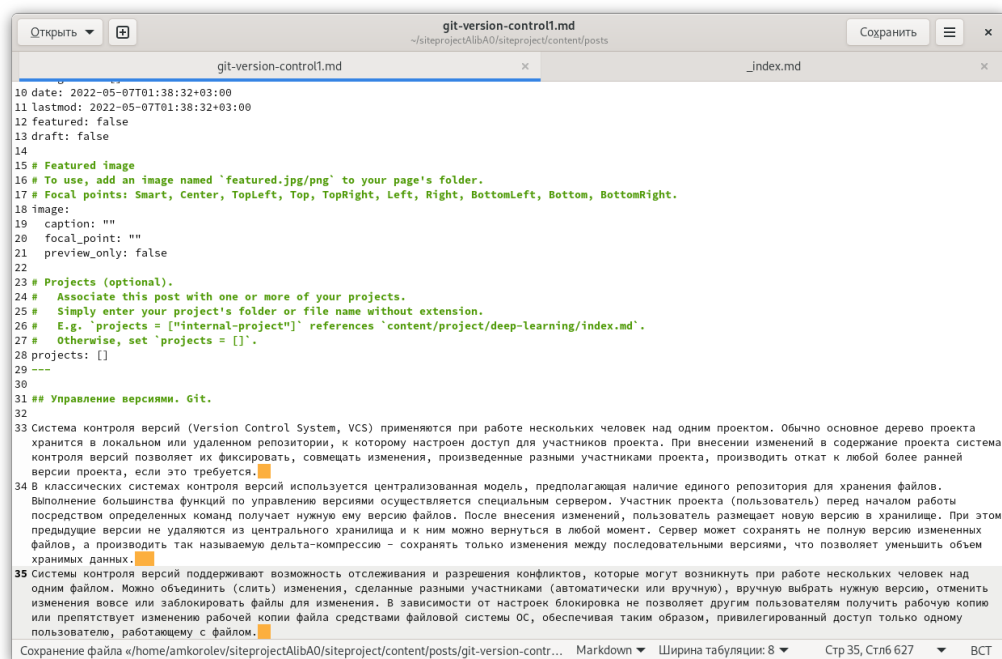 Открыть
git-version-control1.md
~/siteprojectAlibA0/siteproject/content/posts
Сохранить
git-version-control1.md
_index.md
10 date: 2022-05-07T01:38:32+03:00
11 lastmod: 2022-05-07T01:38:32+03:00
12 featured: false
13 draft: false
14
15 # Featured image
16 # To use, add an image named `featured.jpg/png` to your page's folder.
17 # Focal points: Smart, Center, TopLeft, Top, TopRight, Left, Right, BottomLeft, Bottom, BottomRight.
18 image:
19   caption: ""
20   focal_point: ""
21   preview_only: false
22
23 # Projects (optional).
24 #   Associate this post with one or more of your projects.
25 #   Simply enter your project's folder or file name without extension.
26 #   E.g. `projects = ["internal-project"]` references `content/project/deep-learning/index.md`.
27 #   Otherwise, set `projects = []`.
28 projects: []
29 ---
30
31 ## Управление версиями. Git.
32
33 Система контроля версий (Version Control System, VCS) применяются при работе нескольких человек над одним проектом. Обычно основное дерево проекта
хранится в локальном или удаленном репозитории, к которому настроен доступ для участников проекта. При внесении изменений в содержание проекта система
контроля версий позволяет их фиксировать, совмещать изменения, произведенные разными участниками проекта, производить откат к любой более ранней
версии проекта, если это требуется.
34 В классических системах контроля версий используется централизованная модель, предполагающая наличие единого репозитория для хранения файлов.
ВЫполнение большинства функций по управлению версиями осуществляется специальным сервером. Участник проекта (пользователь) перед началом работы
посредством определенных команд получает нужную ему версию файлов. После внесения изменений, пользователь размещает новую версию в хранилище. При этом
предыдущие версии не удаляются из центрального хранилища и к ним можно вернуться в любой момент. Сервер может сохранять не полную версию измененных
файлов, а производить так называемую дельта-компрессию - сохранять только изменения между последовательными версиями, что позволяет уменьшить объем
хранимых данных.
35 Системы контроля версий поддерживают возможность отслеживания и разрешения конфликтов, которые могут возникнуть при работе нескольких человек над
одним файлом. Можно объединить (слить) изменения, сделанные разными участниками (автоматически или вручную), вручную выбрать нужную версию, отменить
изменения вовсе или заблокировать файлы для изменения. В зависимости от настроек блокировка не позволяет другим пользователям получить рабочую копию
или препятствует изменению рабочей копии файла средствами файловой системы ОС, обеспечивая таким образом, привилегированный доступ только одному
пользователю, работающему с файлом.
Сохранение файла «/home/amkorolev/siteprojectAlibA0/siteproject/content/posts/git-version-contr... Markdown Ширина табуляции: 8 Стр 35, Стлб 627 ВСТ